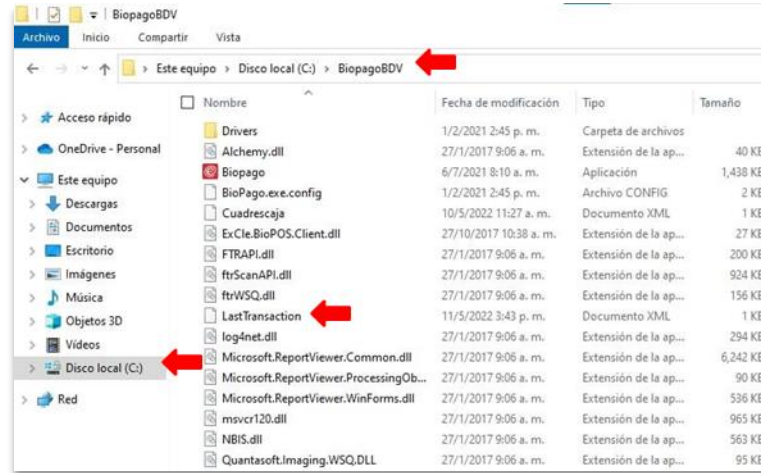 BiopagoBDV
Archivo Inicio Compartir Vista
Este equipo > Disco local (C:) > BiopagoBDV
Acceso rápido
OneDrive - Personal
Este equipo
Descargas
Documentos
Escritorio
Imágenes
Música
Objetos 3D
Vídeos
Disco local (C:)
Red
Nombre Fecha de modificación Tipo Tamaño
Drivers 1/2/2021 2:45 p. m. Carpeta de archivos
Alchemy.dll 27/1/2017 9:06 a. m. Extensión de la ap... 40 KB
Biopago 6/7/2021 8:10 a. m. Aplicación 1,438 KB
BioPago.exe.config 1/2/2021 2:45 p. m. Archivo CONFIG 2 KB
Cuadrescaja 10/5/2022 11:27 a. m. Documento XML 1 KB
ExCle.BioPOS.Client.dll 27/10/2017 10:38 a. m. Extensión de la ap... 27 KB
FTRAPI.dll 27/1/2017 9:06 a. m. Extensión de la ap... 200 KB
ftrScanAPI.dll 27/1/2017 9:06 a. m. Extensión de la ap... 924 KB
ftrWSQ.dll 27/1/2017 9:06 a. m. Extensión de la ap... 156 KB
LastTransaction 11/5/2022 3:43 p. m. Documento XML 1 KB
log4net.dll 27/1/2017 9:06 a. m. Extensión de la ap... 294 KB
Microsoft.ReportViewer.Common.dll 27/1/2017 9:06 a. m. Extensión de la ap... 6,242 KB
Microsoft.ReportViewer.ProcessingOb... 27/1/2017 9:06 a. m. Extensión de la ap... 90 KB
Microsoft.ReportViewer.WinForms.dll 27/1/2017 9:06 a. m. Extensión de la ap... 536 KB
msvcr120.dll 27/1/2017 9:06 a. m. Extensión de la ap... 965 KB
NBIS.dll 27/1/2017 9:06 a. m. Extensión de la ap... 563 KB
Quantasoft.Imaging.WSQ.DLL 27/1/2017 9:06 a. m. Extensión de la ap... 95 KB